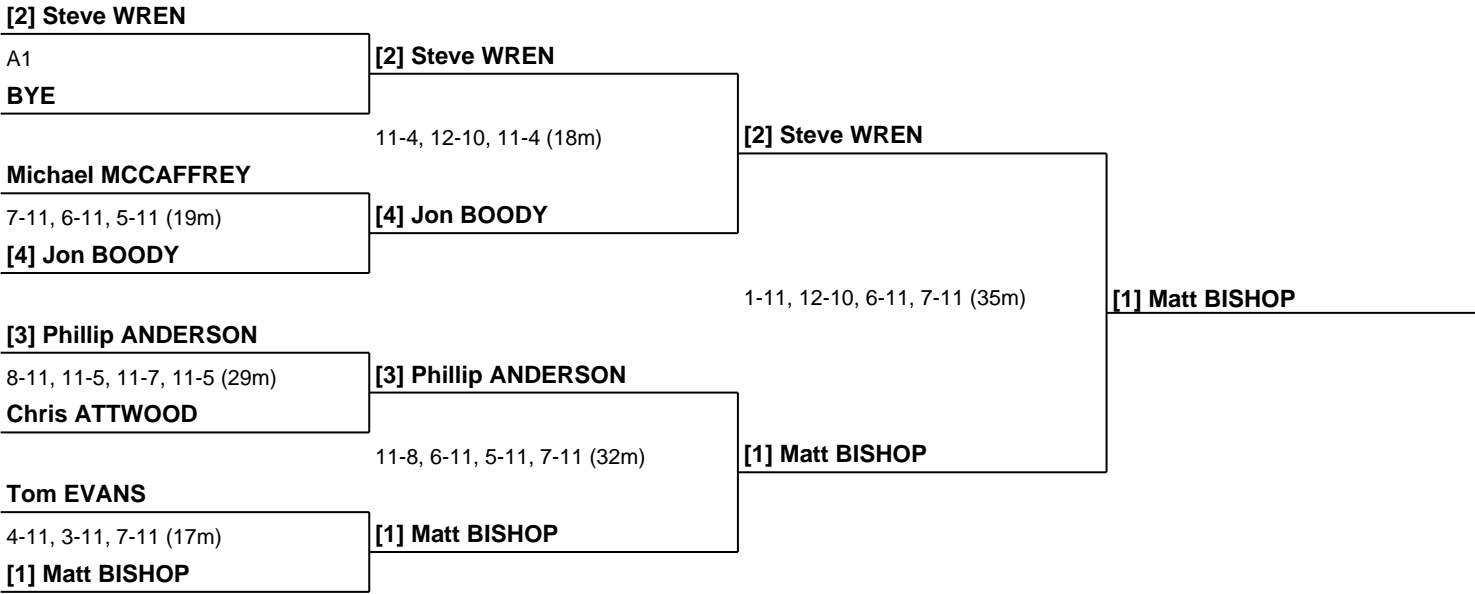 [2] Steve WREN
A1
BYE
Michael MCCAFFREY
7-11, 6-11, 5-11 (19m)
[4] Jon BOODY
[3] Phillip ANDERSON
8-11, 11-5, 11-7, 11-5 (29m)
Chris ATTWOOD
Tom EVANS
4-11, 3-11, 7-11 (17m)
[1] Matt BISHOP
[2] Steve WREN
11-4, 12-10, 11-4 (18m)
[4] Jon BOODY
[3] Phillip ANDERSON
11-8, 6-11, 5-11, 7-11 (32m)
[1] Matt BISHOP
[2] Steve WREN
1-11, 12-10, 6-11, 7-11 (35m)
[1] Matt BISHOP
[1] Matt BISHOP